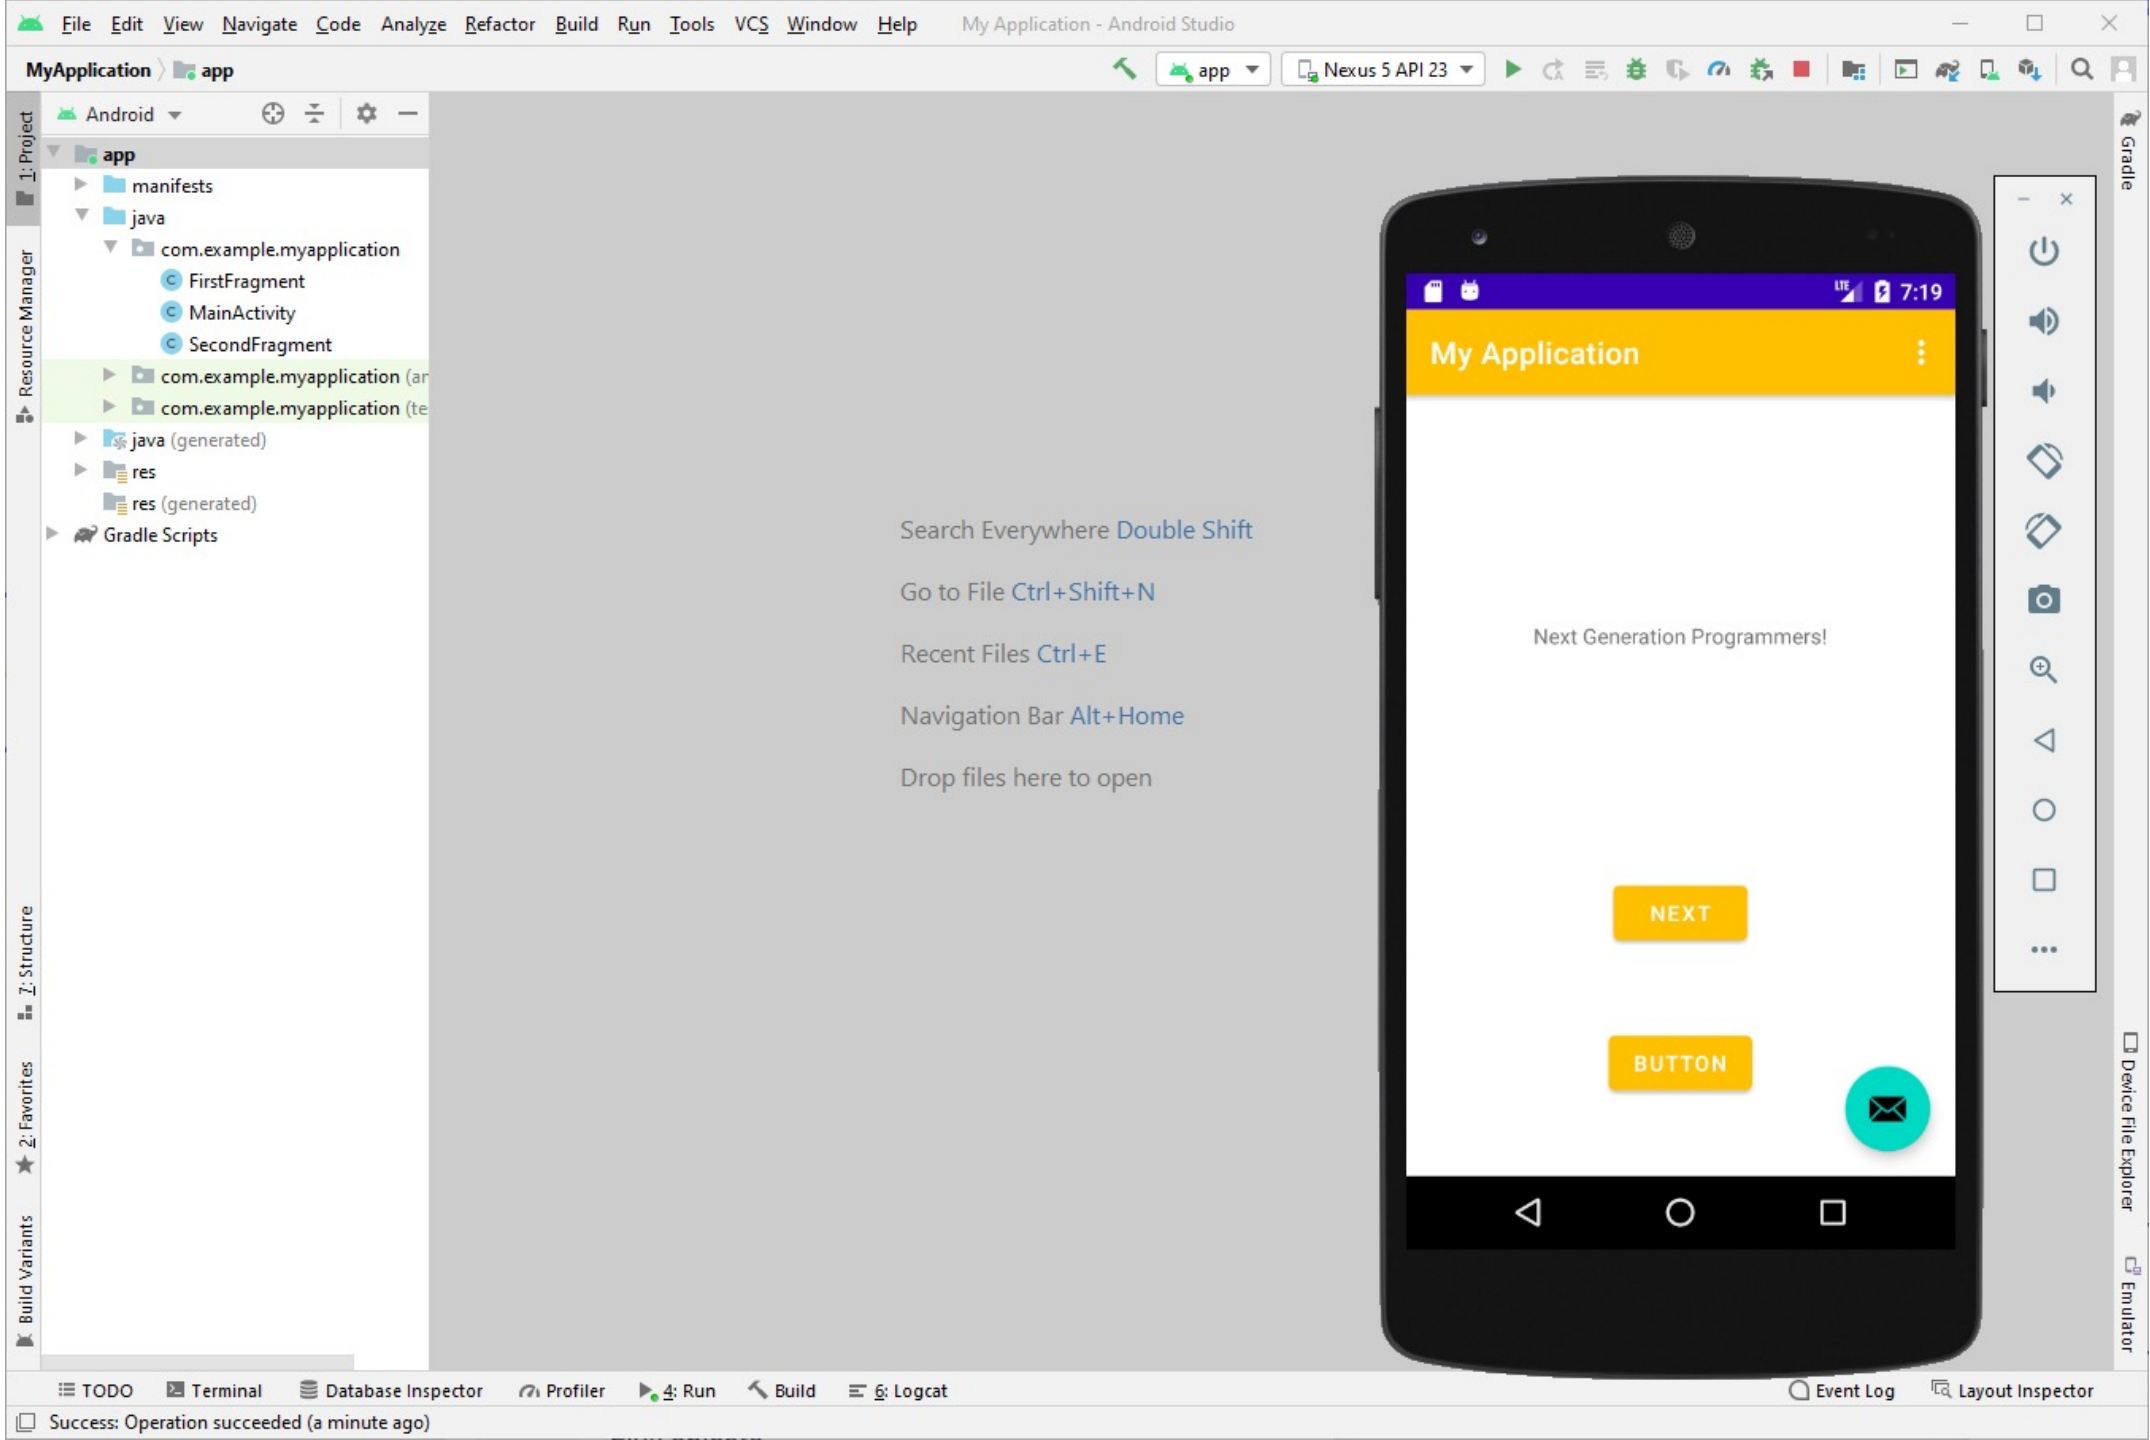 File Edit View Navigate Code Analyze Refactor Build Run Tools VCS Window Help My Application - Android Studio
MyApplication app
app Nexus 5 API 23
Android
app
manifests
java
com.example.myapplication
FirstFragment
MainActivity
SecondFragment
com.example.myapplication (ar
com.example.myapplication (te
java (generated)
res
res (generated)
Gradle Scripts
1: Project
Resource Manager
7: Structure
2: Favorites
Build Variants
Search Everywhere Double Shift
Go to File Ctrl+Shift+N
Recent Files Ctrl+E
Navigation Bar Alt+Home
Drop files here to open
LTE 7:19
My Application
Next Generation Programmers!
NEXT
BUTTON
Gradle
Device File Explorer
Emulator
TODO Terminal Database Inspector Profiler 4: Run Build 6: Logcat Event Log Layout Inspector
Success: Operation succeeded (a minute ago)